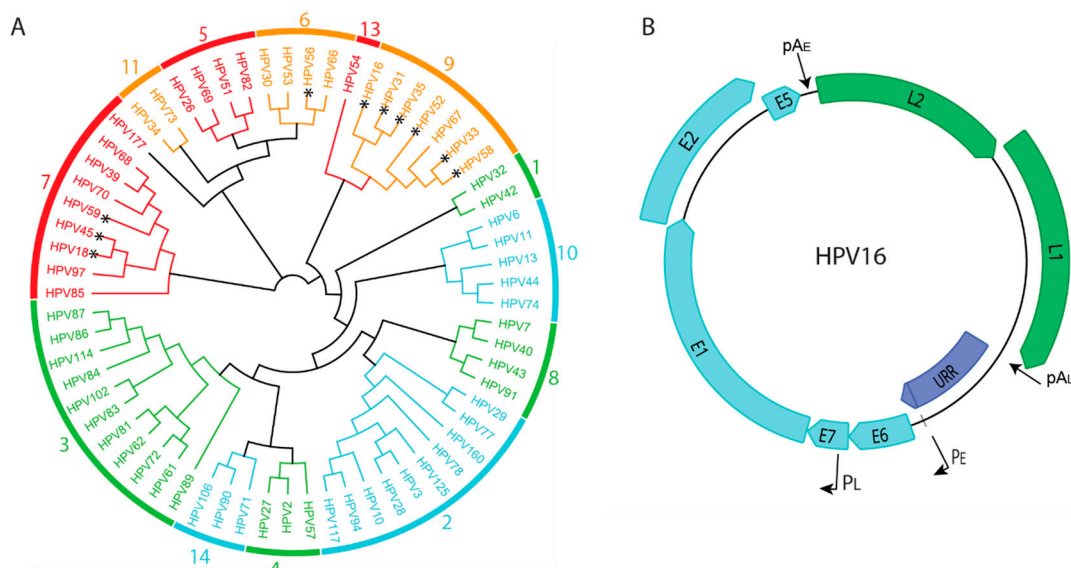 A
6
13
5
9
11
7
1
10
8
3
2
14
4
HPV177
HPV34
HPV73
HPV26
HPV69
HPV51
HPV82
HPV30
HPV53
HPV56
*
HPV66
HPV54
HPV16
*
HPV31
*
HPV35
*
HPV52
*
HPV67
HPV33
*
HPV58
*
HPV32
HPV42
HPV6
HPV11
HPV13
HPV44
HPV74
HPV7
HPV40
HPV43
HPV91
HPV29
HPV77
HPV160
HPV78
HPV125
HPV3
HPV28
HPV10
HPV94
HPV117
HPV57
HPV2
HPV27
HPV71
HPV90
HPV106
HPV89
HPV61
HPV72
HPV62
HPV81
HPV83
HPV102
HPV84
HPV114
HPV86
HPV87
HPV85
HPV97
HPV18
*
HPV45
*
HPV59
*
HPV70
HPV39
HPV68
B
pAE
E5
L2
E2
L1
HPV16
E1
URR
pAL
E7
E6
PE
PL